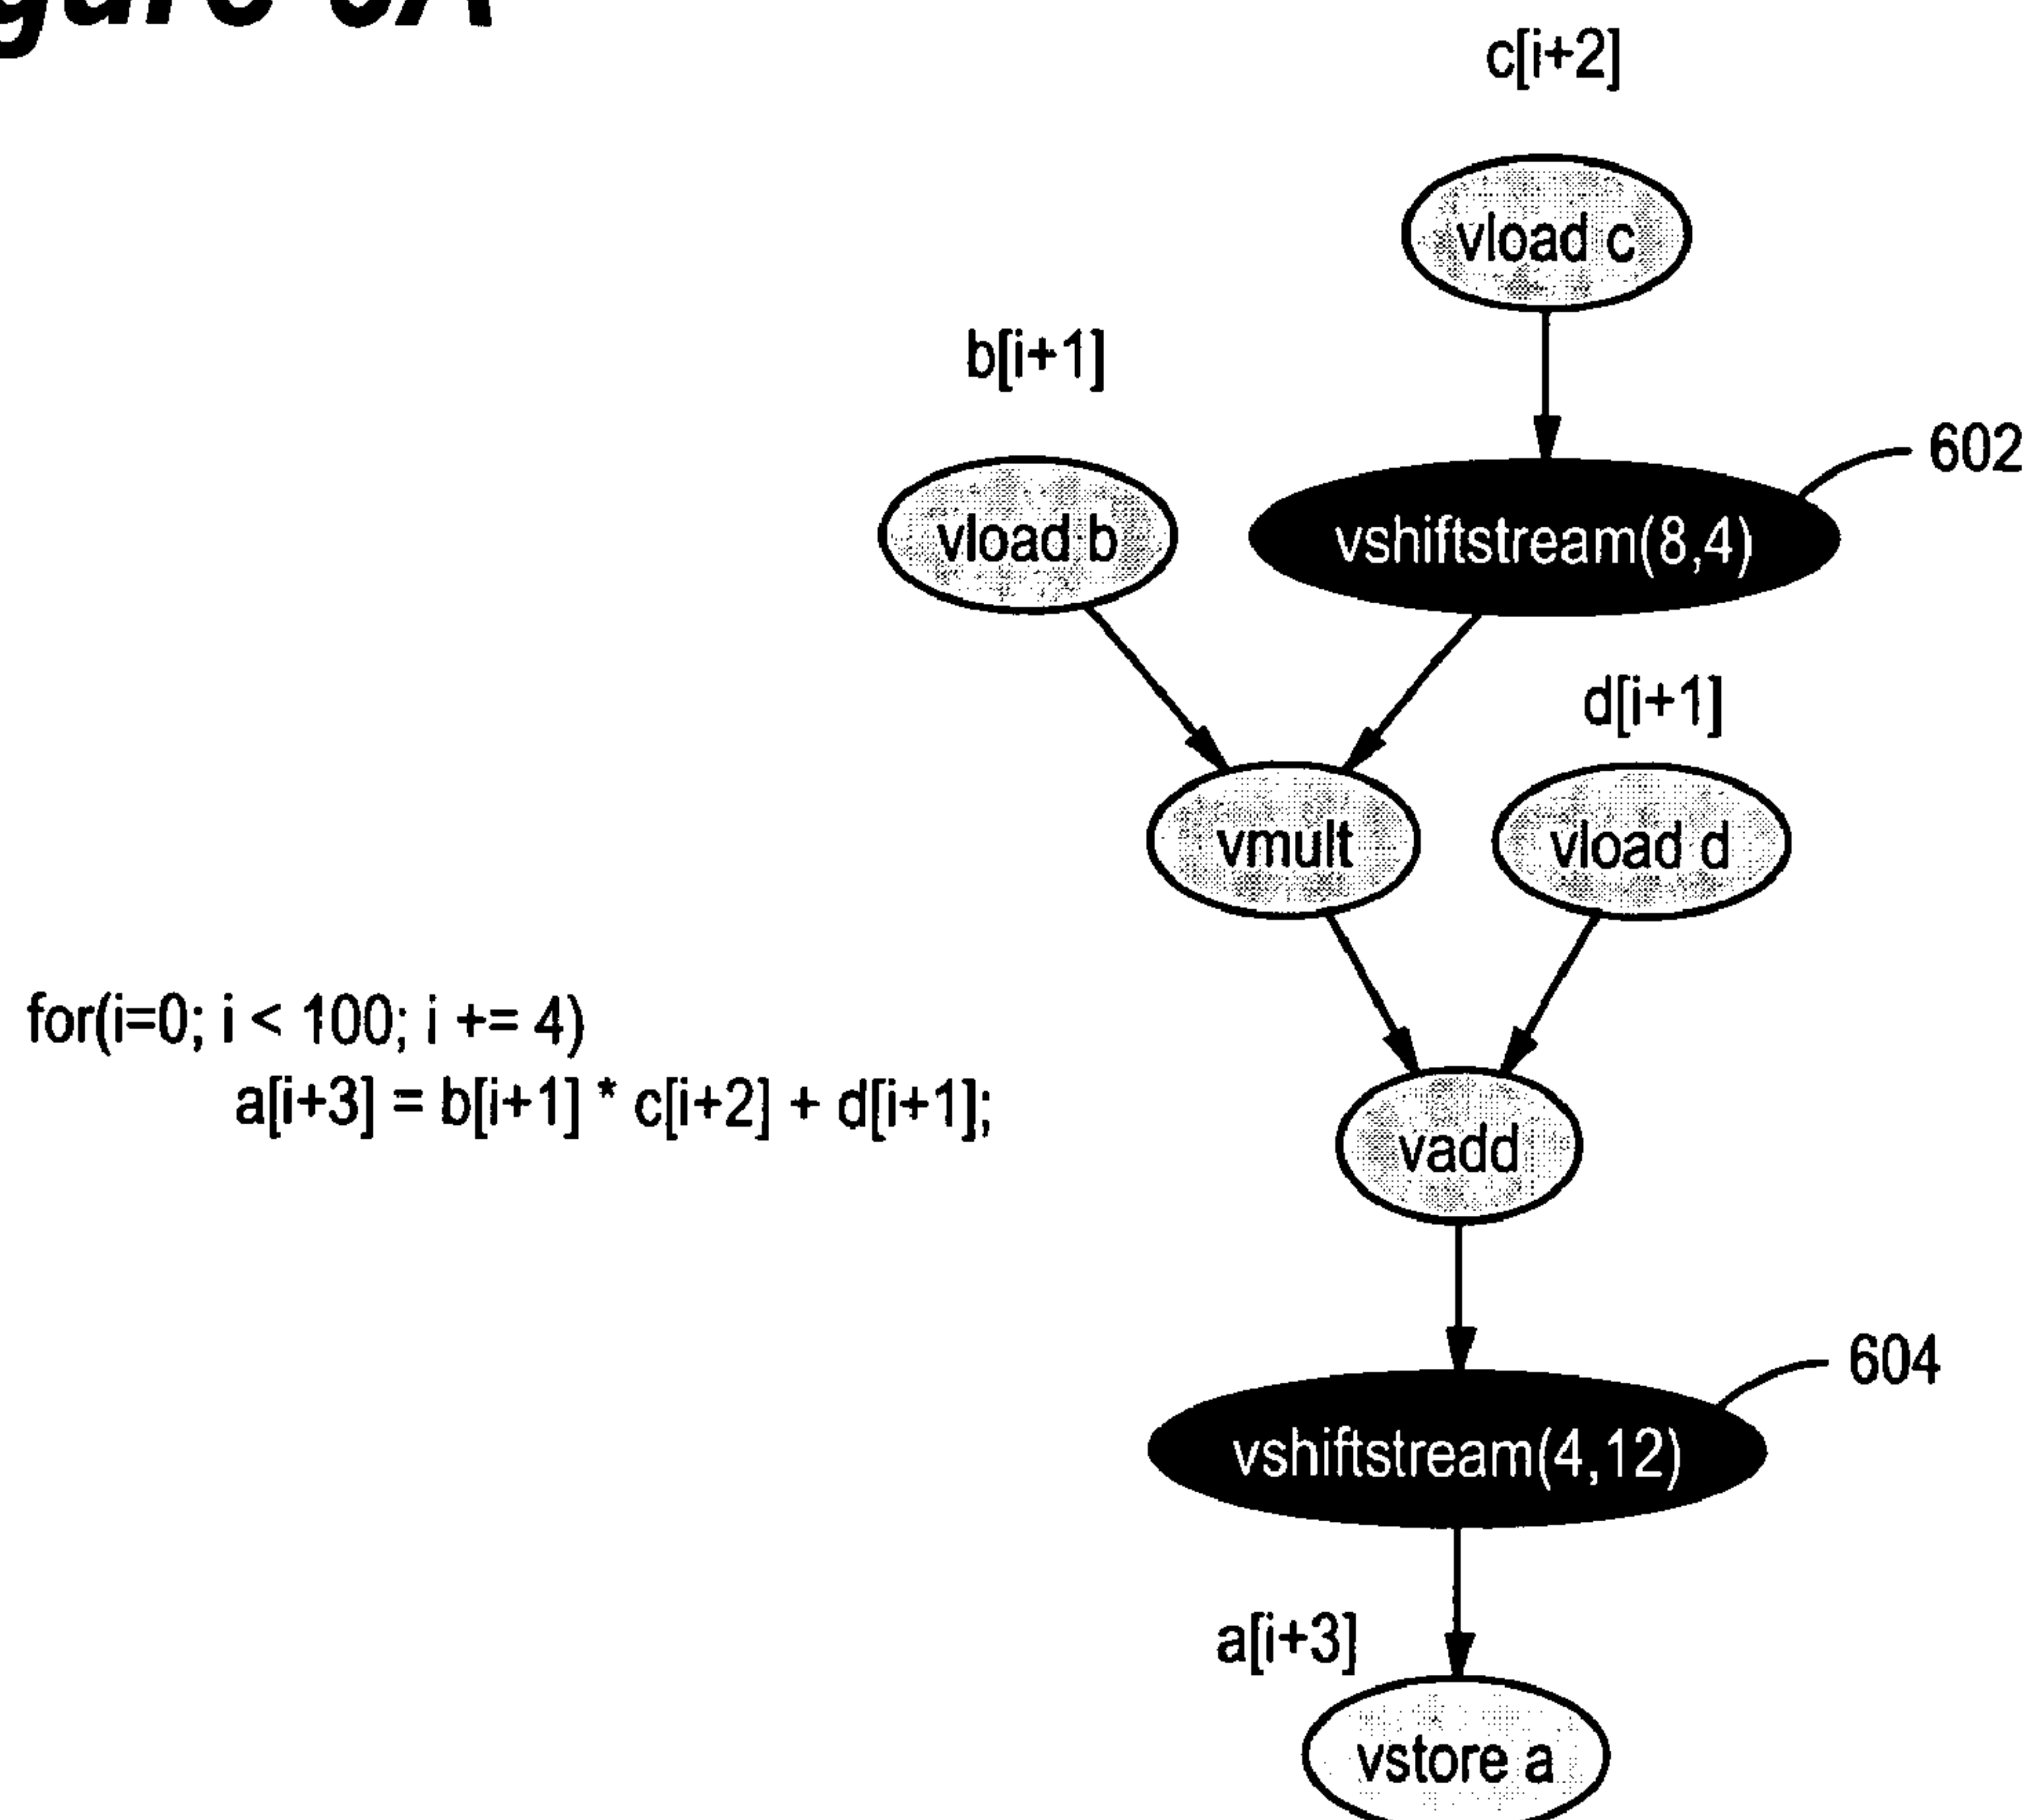 c[i+2]
vload c
b[i+1]
602
vload b
vshiftstream(8,4)
d[i+1]
vmult
vload d
for(i=0; i < 100; i += 4)
a[i+3] = b[i+1] * c[i+2] + d[i+1];
vadd
604
vshiftstream(4,12)
a[i+3]
vstore a